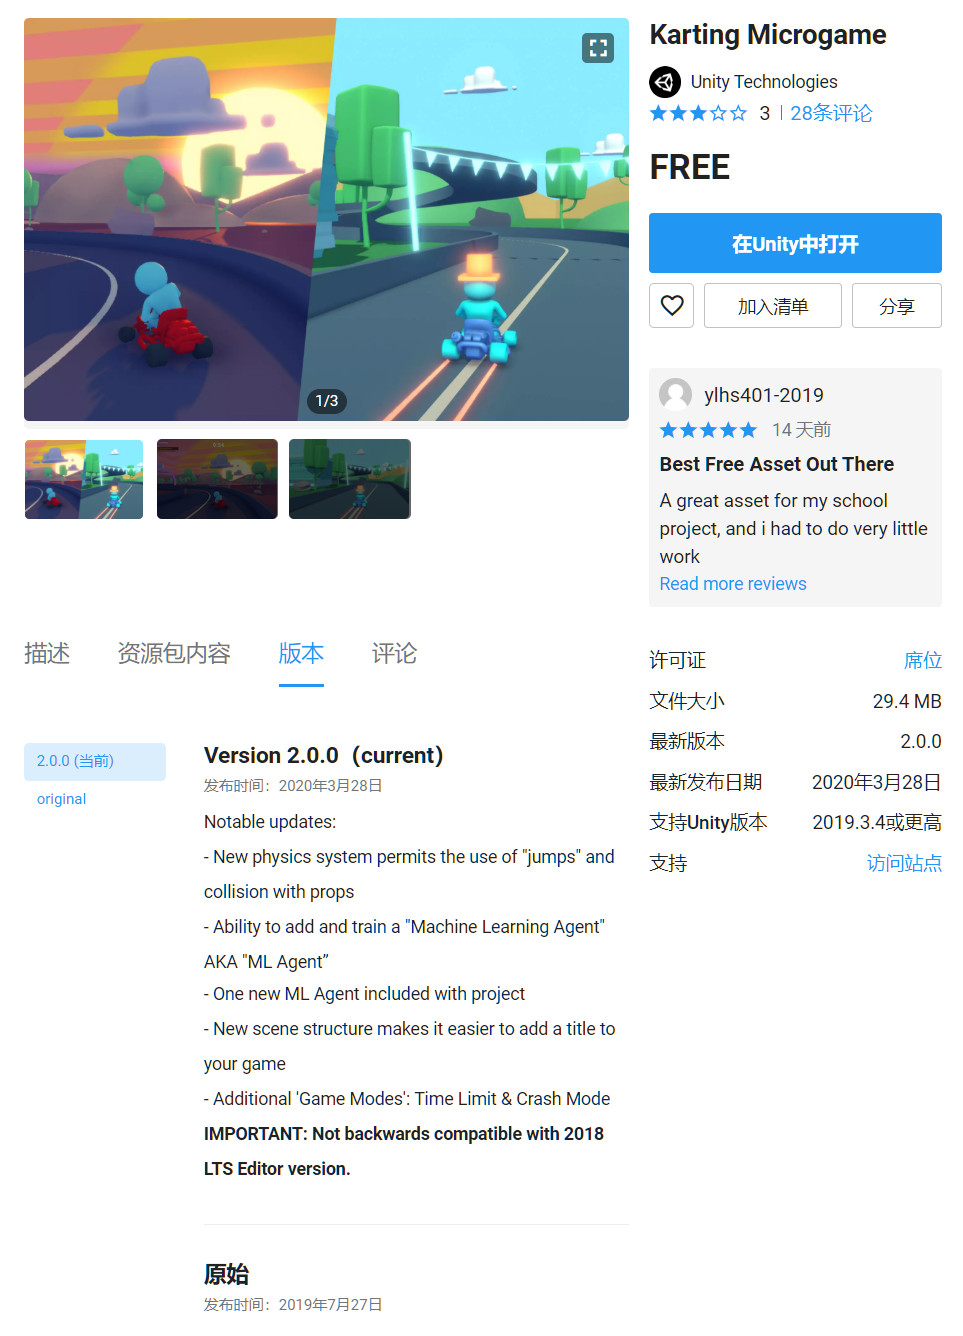 1/3
Karting Microgame
Unity Technologies
3 | 28条评论
FREE
在Unity中打开
加入清单
分享
ylhs401-2019
14 天前
Best Free Asset Out There
A great asset for my school
project, and i had to do very little
work
Read more reviews
描述 资源包内容 版本 评论
2.0.0 (当前)
original
Version 2.0.0（current）
发布时间：2020年3月28日
Notable updates:
- New physics system permits the use of "jumps" and
collision with props
- Ability to add and train a "Machine Learning Agent"
AKA "ML Agent”
- One new ML Agent included with project
- New scene structure makes it easier to add a title to
your game
- Additional 'Game Modes': Time Limit & Crash Mode
IMPORTANT: Not backwards compatible with 2018
LTS Editor version.
原始
发布时间：2019年7月27日
许可证 席位
文件大小 29.4 MB
最新版本 2.0.0
最新发布日期 2020年3月28日
支持Unity版本 2019.3.4或更高
支持 访问站点